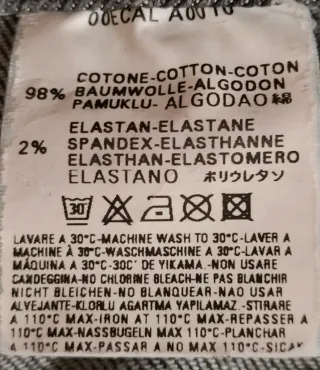 COTONE-COTTON-COTON
98% BAUMWOLLE-ALGODON
PAMUKLU-ALGODAO 綿
ELASTAN-ELASTANE
2% SPANDEX-ELASTHANNE
ELASTHAN-ELASTOMERO
ELASTANO ポリウレタン
30°
LAVARE A 30°C-MACHINE WASH TO 30°C-LAVER A
MACHINE À 30°C-WASCHMASCHINE A 30°C-LAVAR A
MÁQUINA A 30°C-30C' DE YIKAMA.-NON USARE
CANDEGGINA-NO CHLORINE BLEACH-NE PAS BLANCHIR
NICHT BLEICHEN-NO BLANQUEAR-NAO USAR
ALVEJANTE-KLORLU AGARTMA YAPILAMAZ.-STIRARE
A 110°C MAX-IRON AT 110°C MAX-REPASSER A
110°C MAX-NASSBUGELN MAX 110°C-PLANCHAR
A 110°C MAX-PASSAR A NO MAX 110°C-SICAK